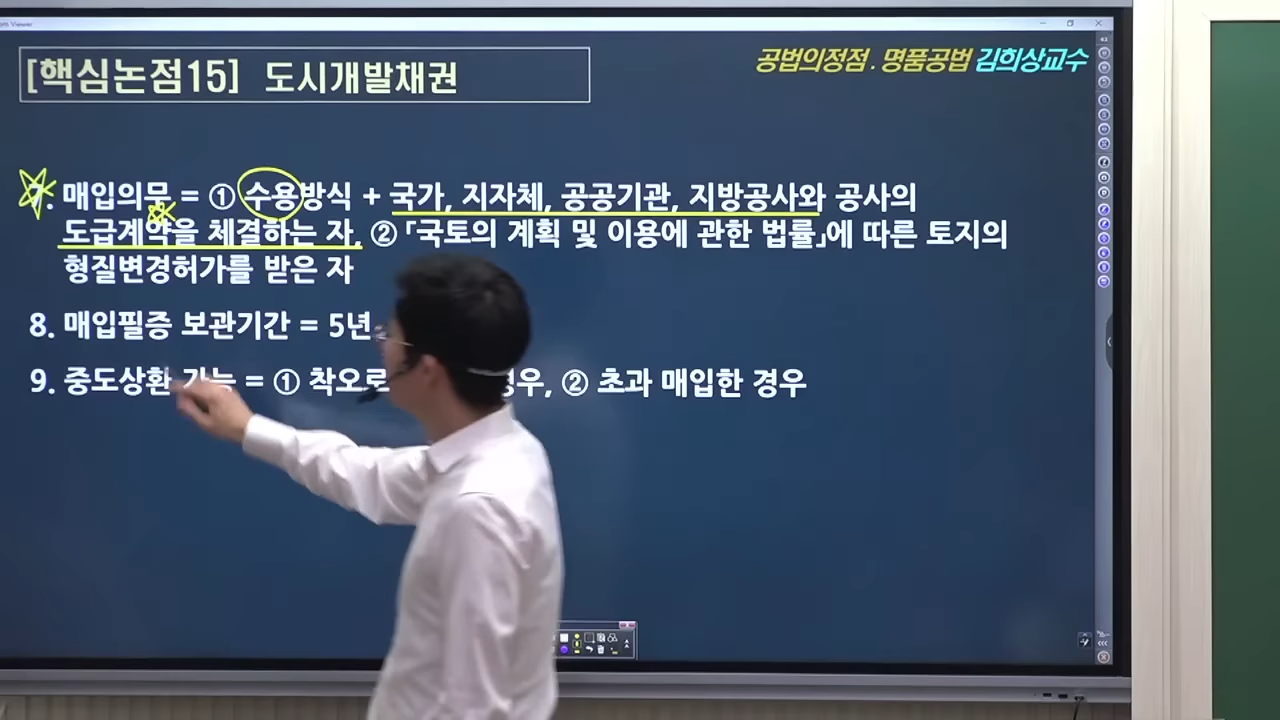 [핵심논점15] 도시개발채권
공법의정점 . 명품공법 김희상교수
7. 매입의무 = ① 수용방식 + 국가, 지자체, 공공기관, 지방공사와 공사의
도급계약을 체결하는 자, ② 「국토의 계획 및 이용에 관한 법률」에 따른 토지의
형질변경허가를 받은 자
8. 매입필증 보관기간 = 5년
9. 중도상환 가능 = ① 착오로 경우, ② 초과 매입한 경우